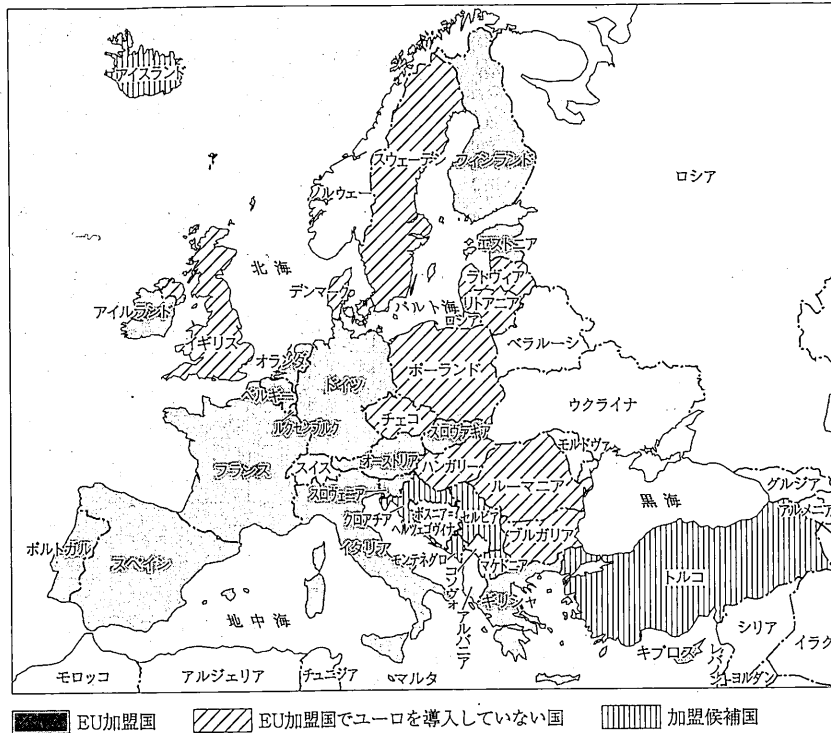 アイスランド
スウェーデン
フィンランド
ロシア
ノルウェー
エストニア
北海
ラトヴィア
デンマーク
リトアニア
バルト海
アイルランド
ロシア
ベラルーシ
イギリス
オランダ
ポーランド
ドイツ
ベルギー
ウクライナ
チェコ
ルクセンブルク
スロヴァキア
モルドヴァ
オーストリア
フランス
スイス
ハンガリー
ルーマニア
グルジア
スロヴェニア
黒海
ボスニア=
ヘルツェゴヴィナ
セルビア
アルメニア
クロアチア
ブルガリア
ポルトガル
イタリア
スペイン
モンテネグロ
マケドニア
トルコ
コソヴォ
ギリシャ
アルバニア
地中海
シリア
キプロス
イラク
モロッコ
アルジェリア
チュニジア
マルタ
ヨルダン
EU加盟国 EU加盟国でユーロを導入していない国 加盟候補国